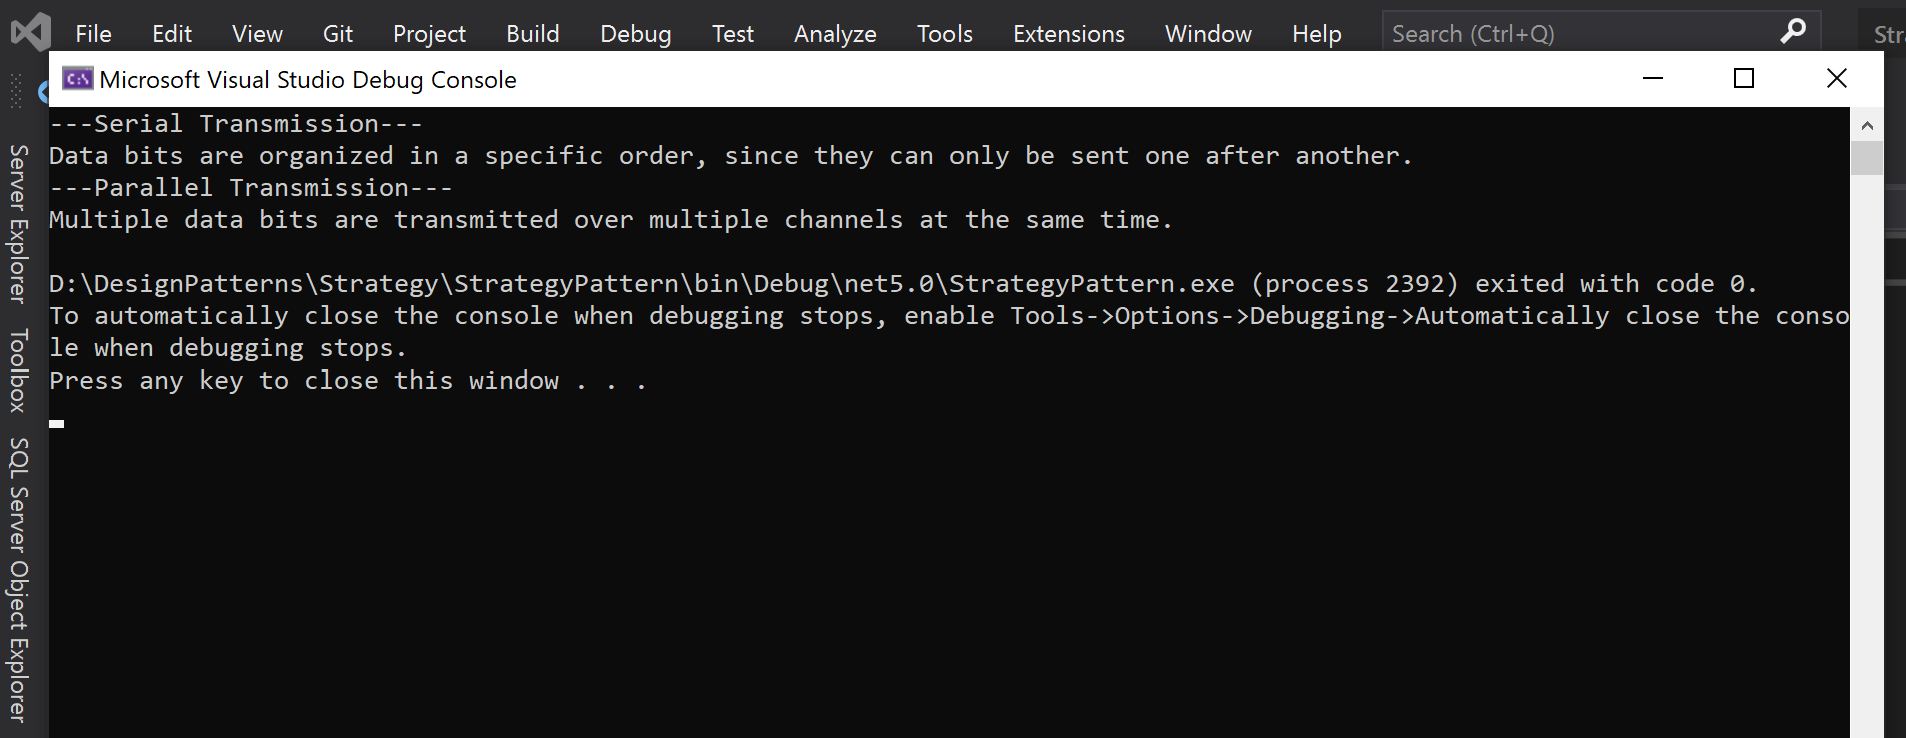 File Edit View Git Project Build Debug Test Analyze Tools Extensions Window Help Search (Ctrl+Q)
Microsoft Visual Studio Debug Console
---Serial Transmission---
Data bits are organized in a specific order, since they can only be sent one after another.
---Parallel Transmission---
Multiple data bits are transmitted over multiple channels at the same time.
D:\DesignPatterns\Strategy\StrategyPattern\bin\Debug\net5.0\StrategyPattern.exe (process 2392) exited with code 0.
To automatically close the console when debugging stops, enable Tools->Options->Debugging->Automatically close the conso
le when debugging stops.
Press any key to close this window . . .
Server Explorer
Toolbox
SQL Server Object Explorer